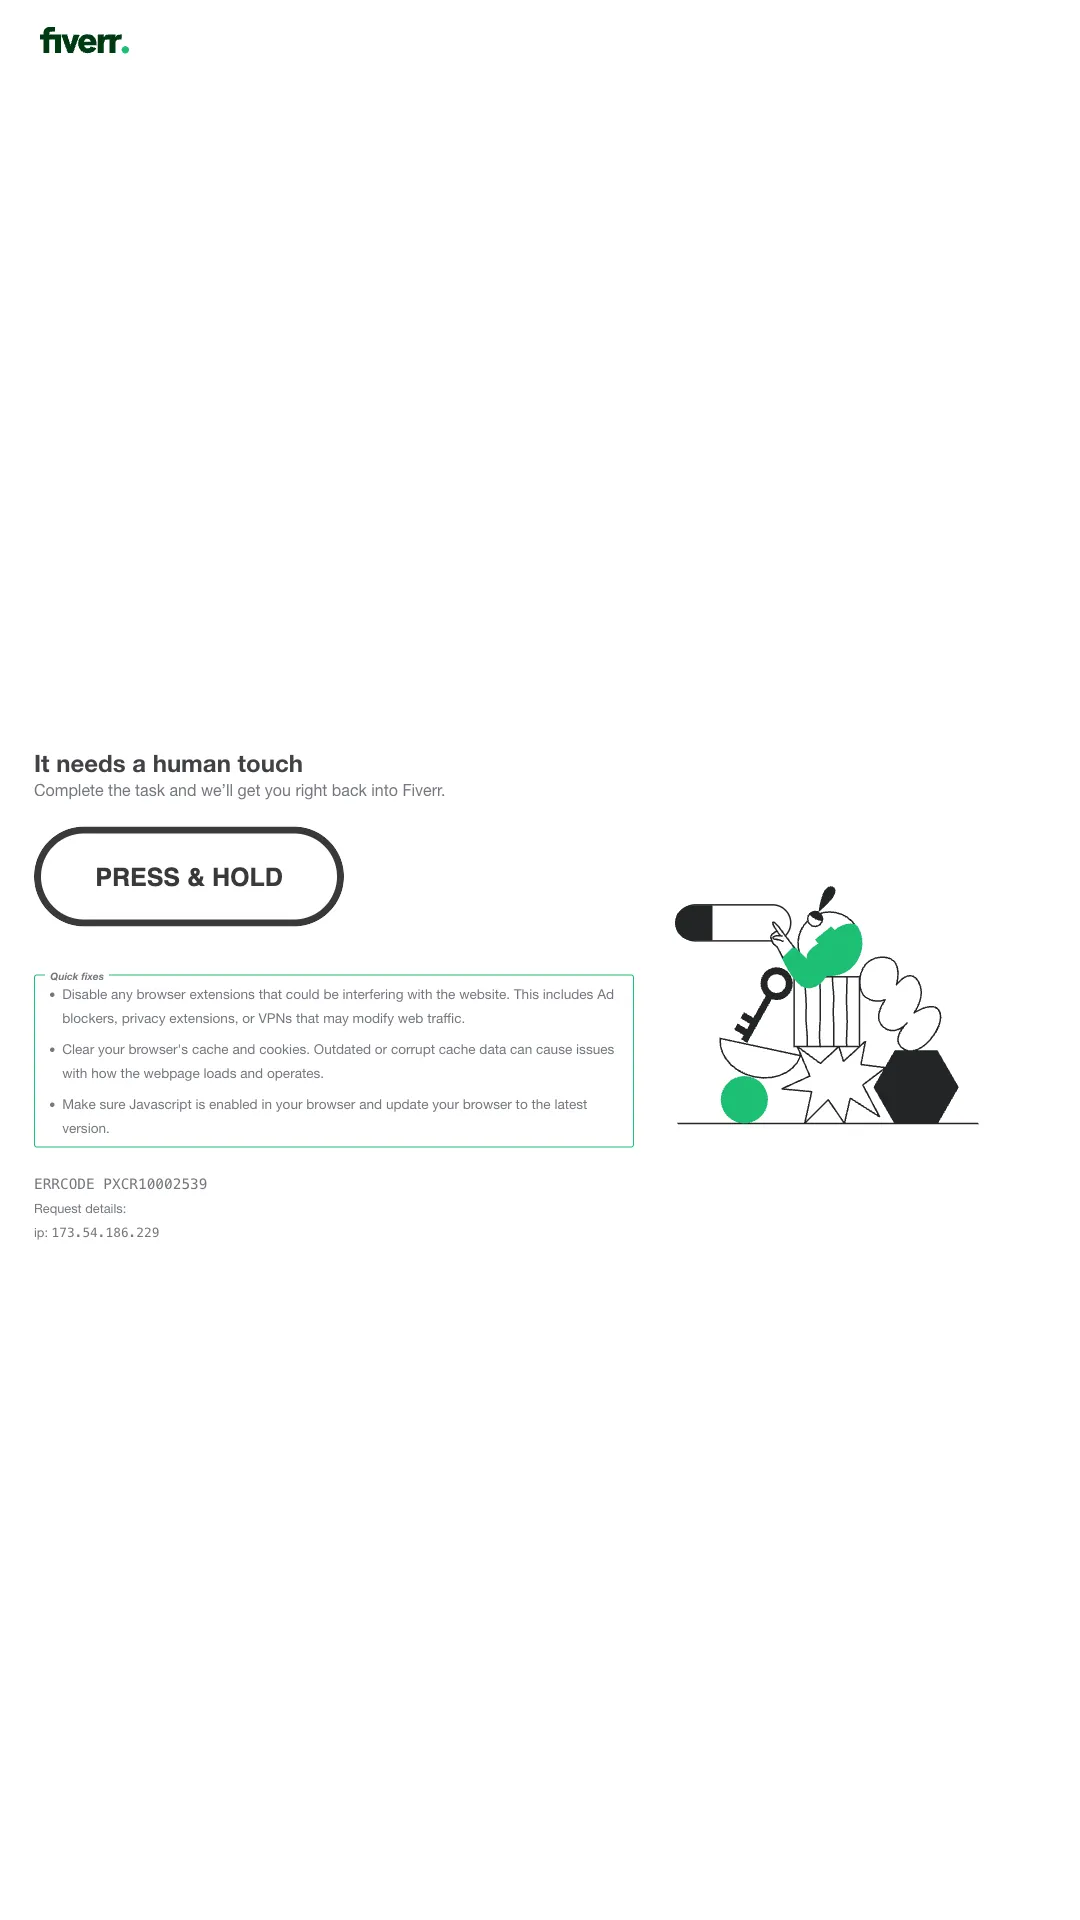 fiverr.
It needs a human touch
Complete the task and we’ll get you right back into Fiverr.
PRESS & HOLD
Quick fixes
• Disable any browser extensions that could be interfering with the website. This includes Ad
blockers, privacy extensions, or VPNs that may modify web traffic.
• Clear your browser's cache and cookies. Outdated or corrupt cache data can cause issues
with how the webpage loads and operates.
• Make sure Javascript is enabled in your browser and update your browser to the latest
version.
ERRCODE PXCR10002539
Request details:
ip: 173.54.186.229